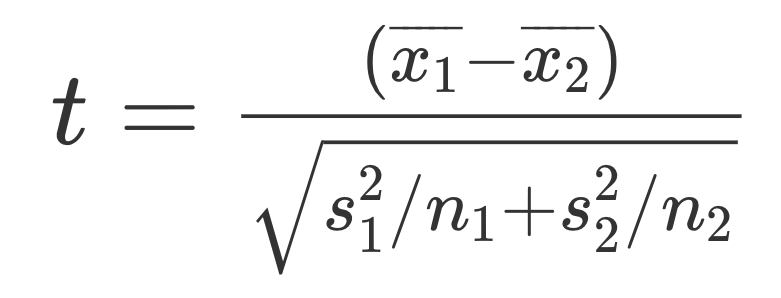 t = (x̅₁ − x̅₂) / √(s₁²/n₁ + s₂²/n₂)